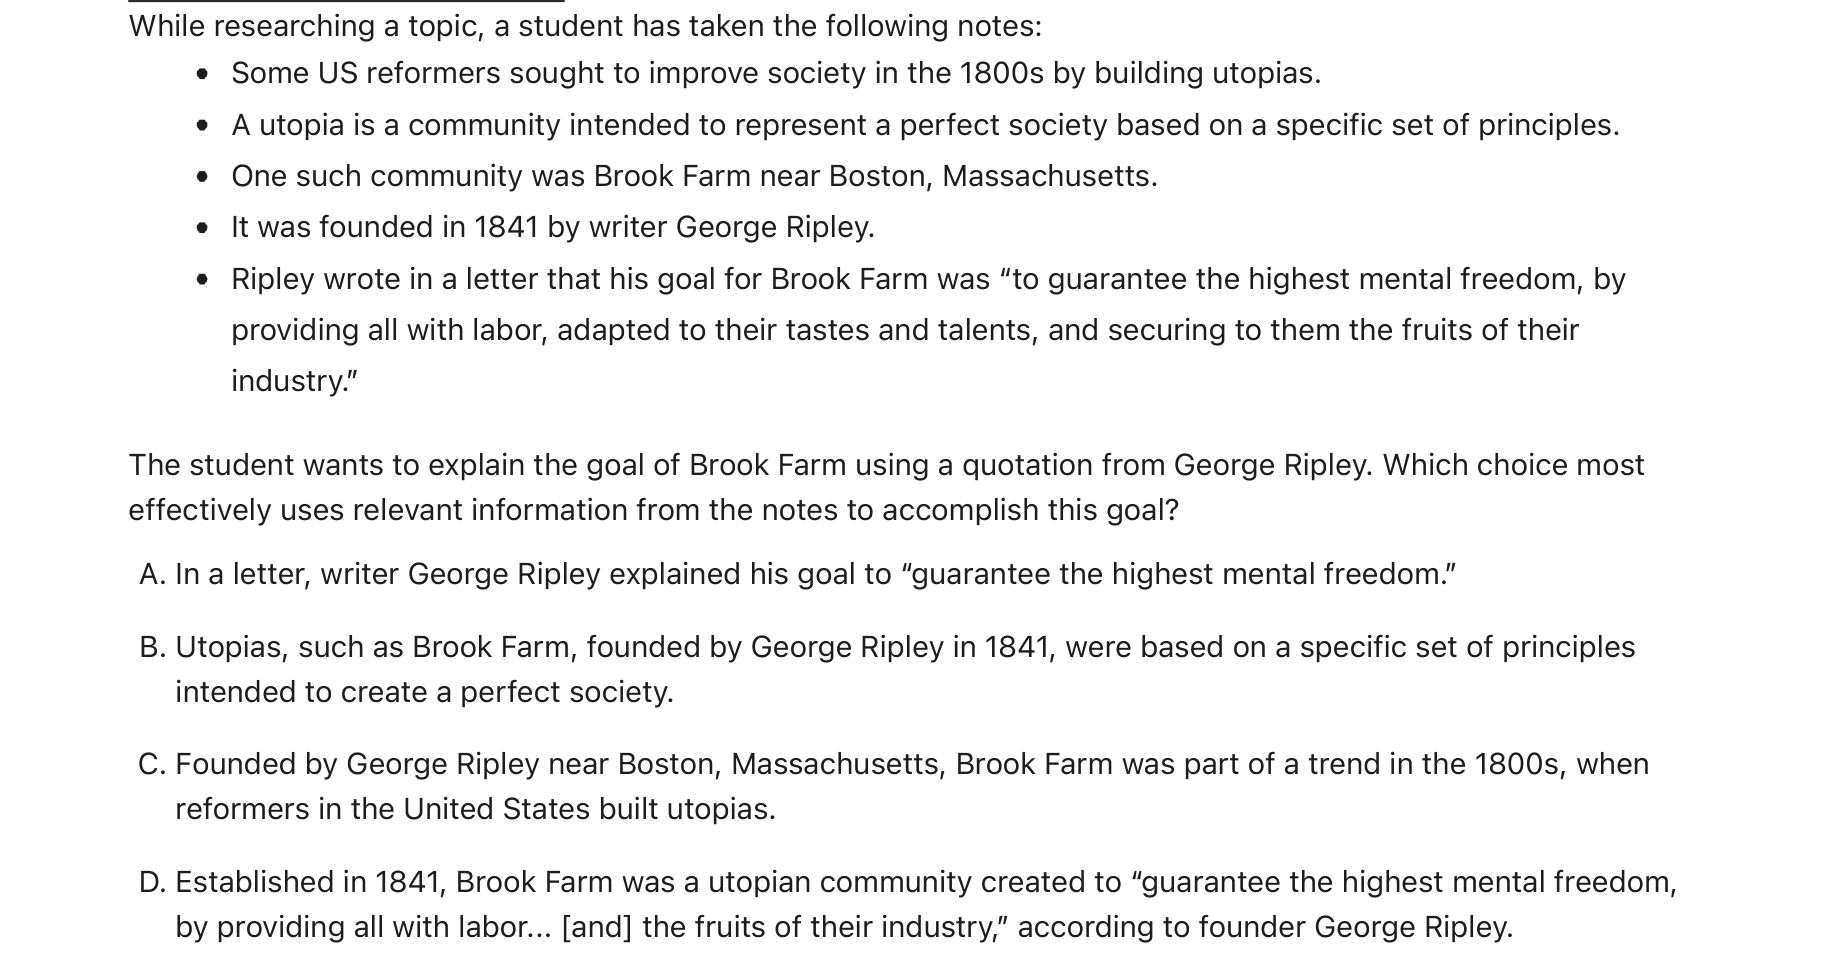 While researching a topic, a student has taken the following notes:
• Some US reformers sought to improve society in the 1800s by building utopias.
• A utopia is a community intended to represent a perfect society based on a specific set of principles.
• One such community was Brook Farm near Boston, Massachusetts.
• It was founded in 1841 by writer George Ripley.
• Ripley wrote in a letter that his goal for Brook Farm was “to guarantee the highest mental freedom, by
providing all with labor, adapted to their tastes and talents, and securing to them the fruits of their
industry.”
The student wants to explain the goal of Brook Farm using a quotation from George Ripley. Which choice most
effectively uses relevant information from the notes to accomplish this goal?
A. In a letter, writer George Ripley explained his goal to “guarantee the highest mental freedom.”
B. Utopias, such as Brook Farm, founded by George Ripley in 1841, were based on a specific set of principles
intended to create a perfect society.
C. Founded by George Ripley near Boston, Massachusetts, Brook Farm was part of a trend in the 1800s, when
reformers in the United States built utopias.
D. Established in 1841, Brook Farm was a utopian community created to “guarantee the highest mental freedom,
by providing all with labor... [and] the fruits of their industry,” according to founder George Ripley.